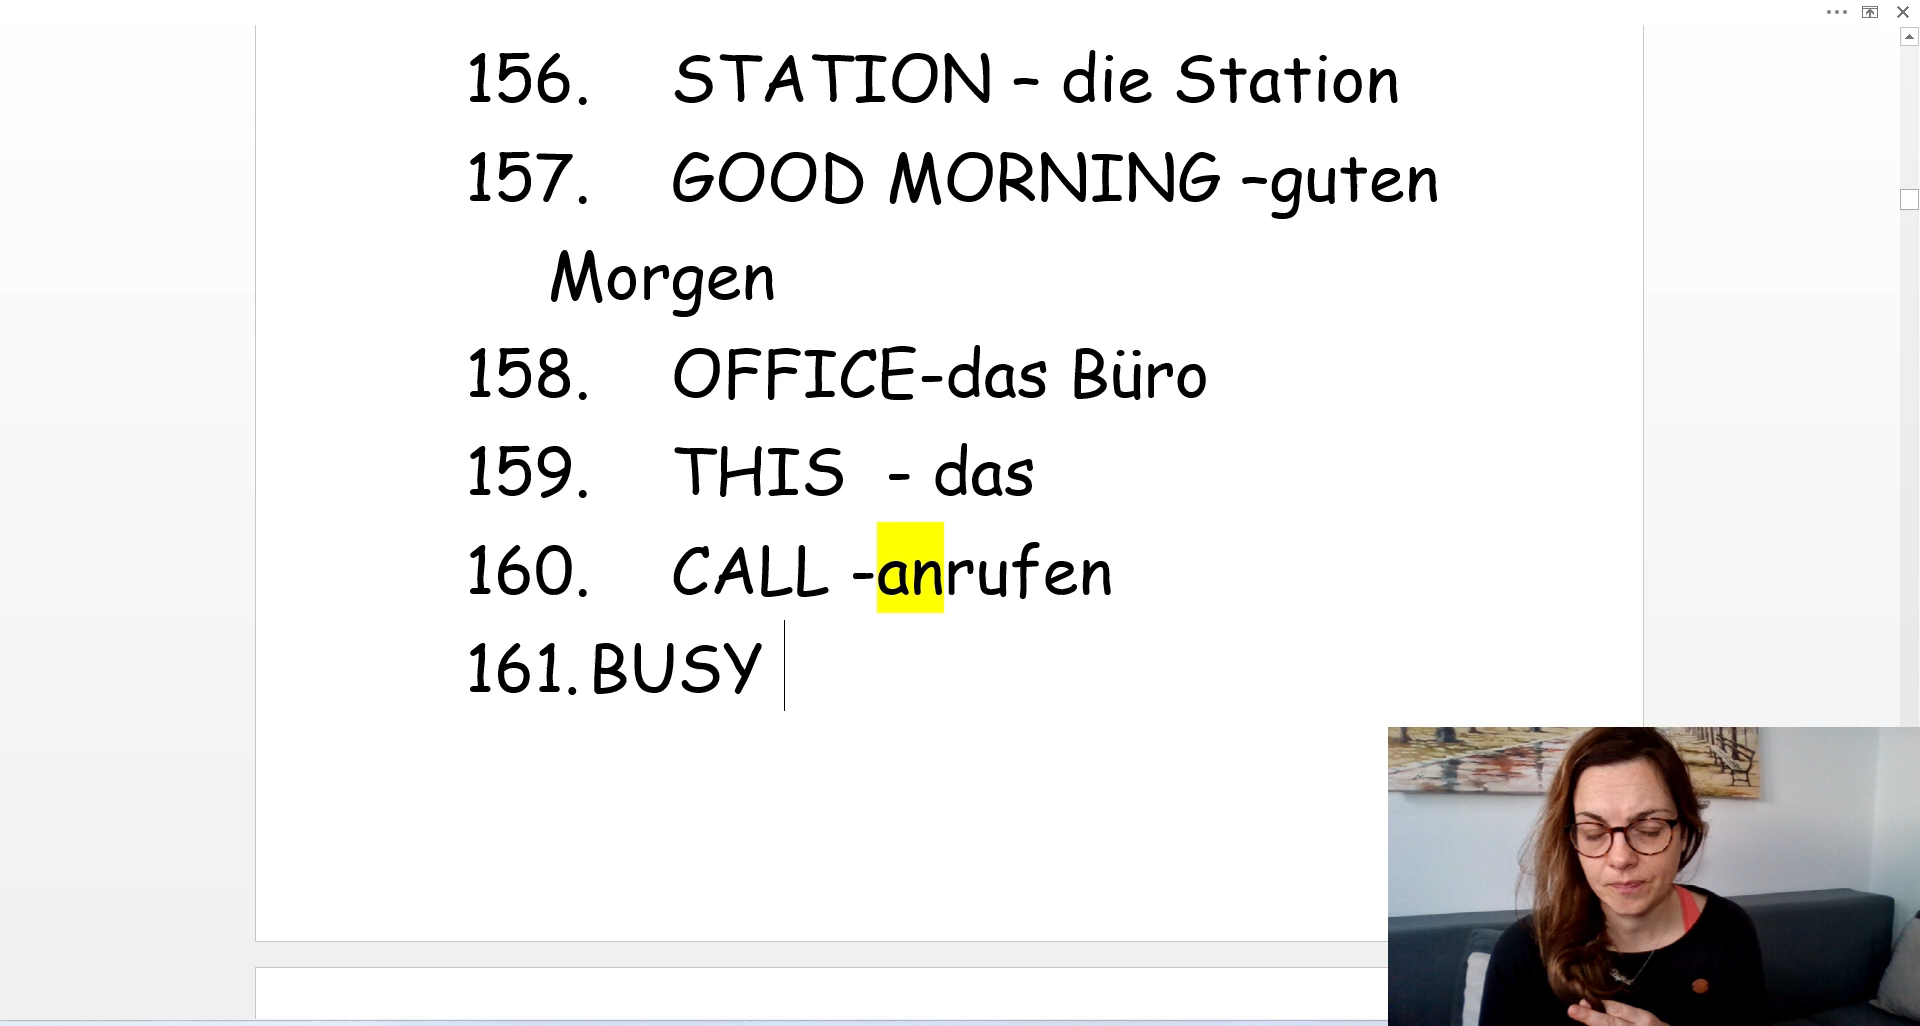 156. STATION – die Station
157. GOOD MORNING –guten
Morgen
158. OFFICE-das Büro
159. THIS  - das
160. CALL -anrufen
161. BUSY